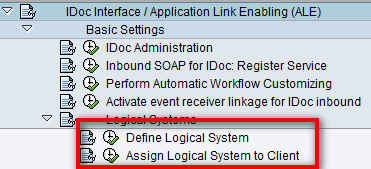 IDoc Interface / Application Link Enabling (ALE)
Basic Settings
IDoc Administration
Inbound SOAP for IDoc: Register Service
Perform Automatic Workflow Customizing
Activate event receiver linkage for IDoc inbound
Logical Systems
Define Logical System
Assign Logical System to Client